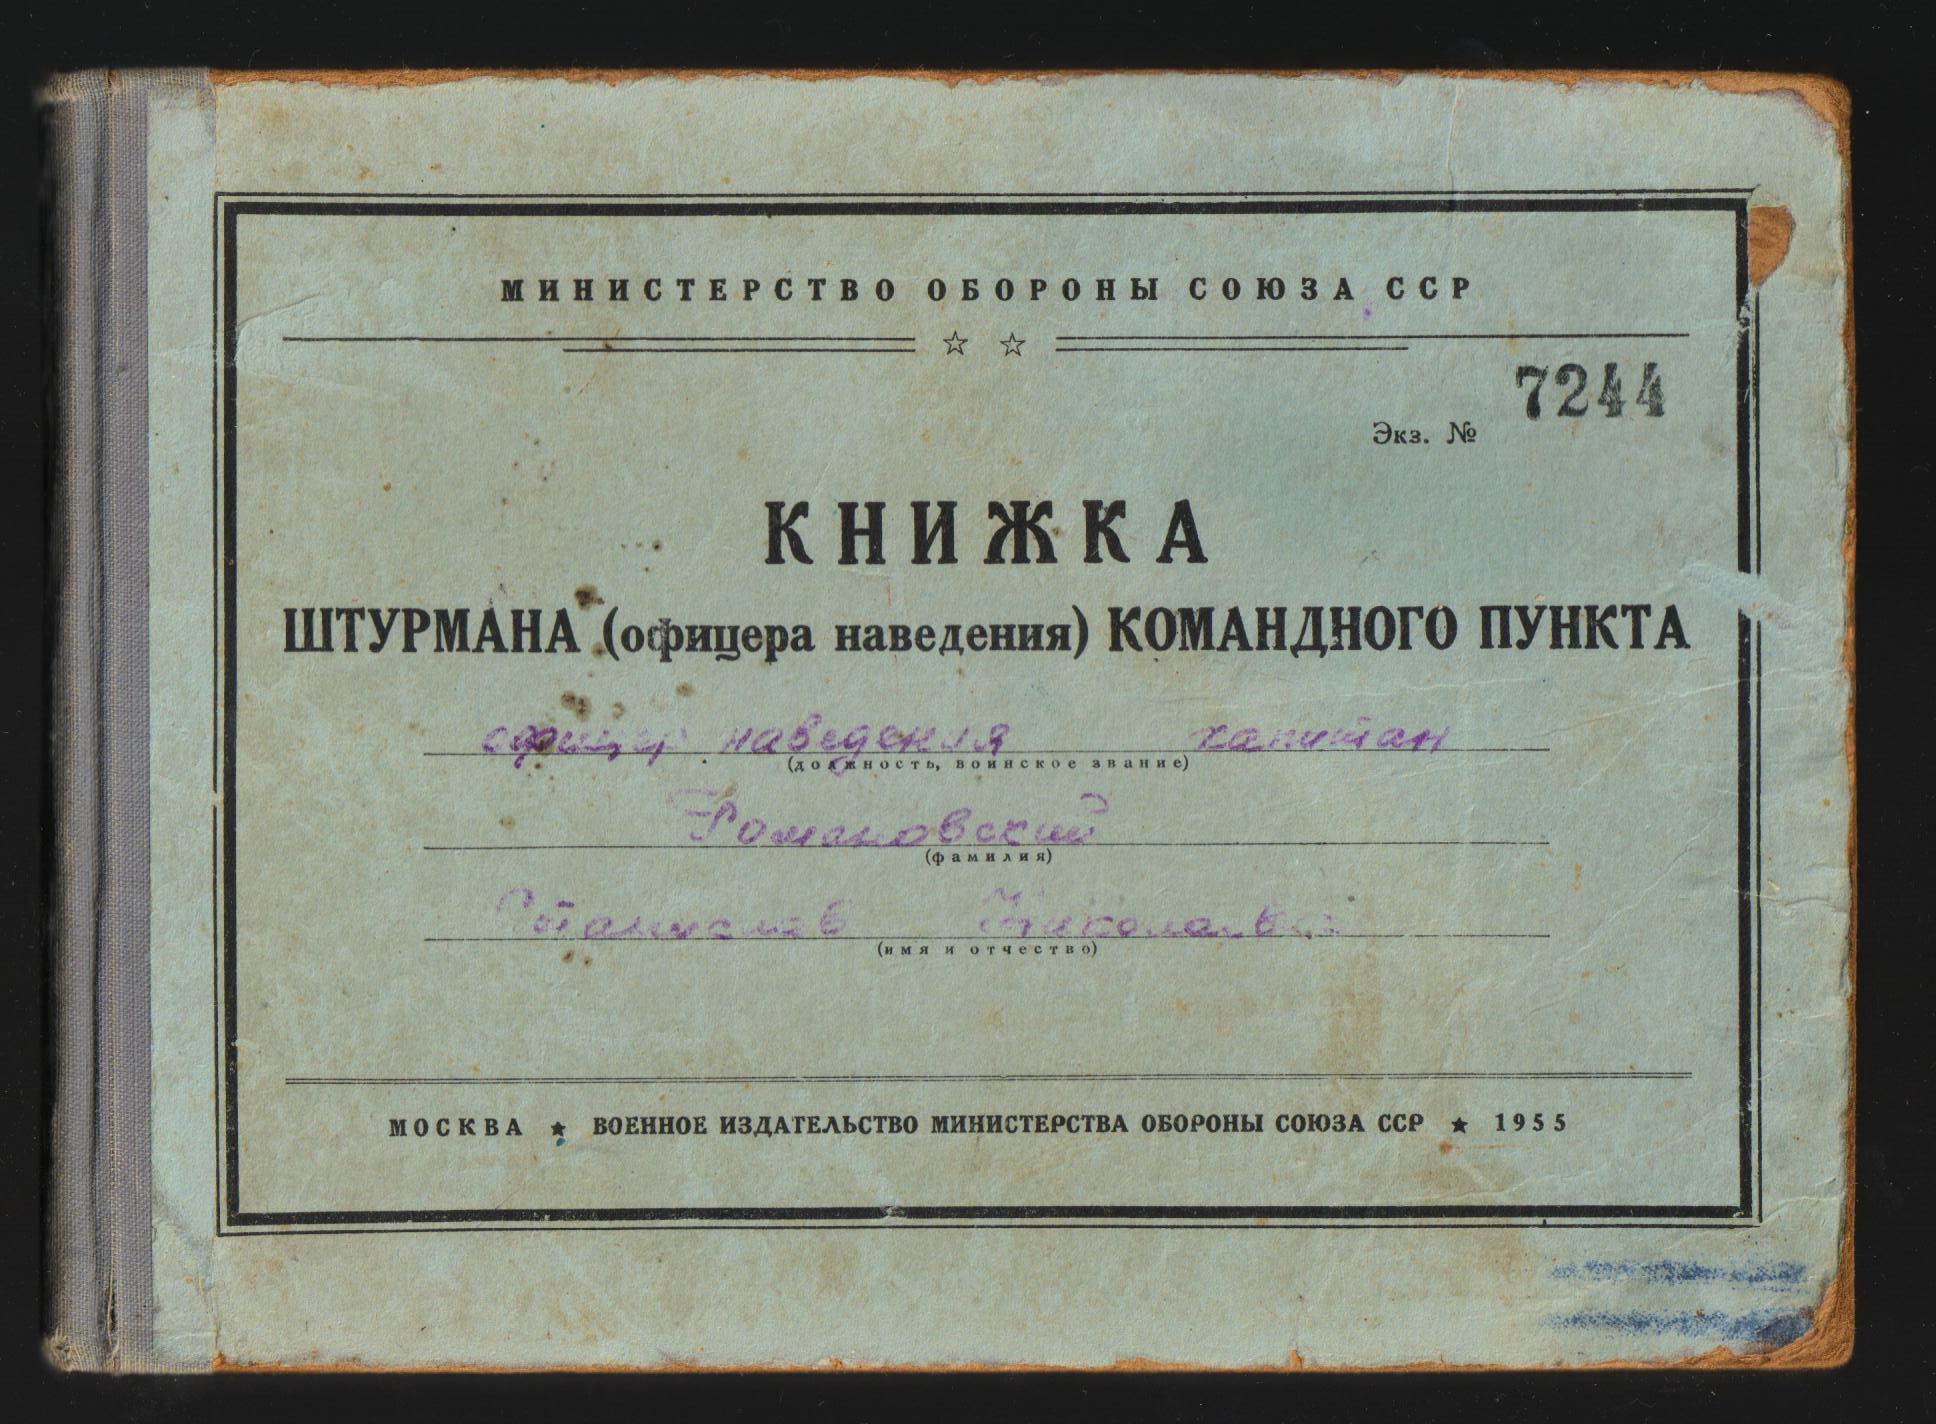 МИНИСТЕРСТВО ОБОРОНЫ СОЮЗА ССР
7244
Экз. №
КНИЖКА
ШТУРМАНА (офицера наведения) КОМАНДНОГО ПУНКТА
офицер наведения капитан
(должность, воинское звание)
Романовский
(фамилия)
Станислав
(имя и отчество)
МОСКВА ★ ВОЕННОЕ ИЗДАТЕЛЬСТВО МИНИСТЕРСТВА ОБОРОНЫ СОЮЗА ССР ★ 1955